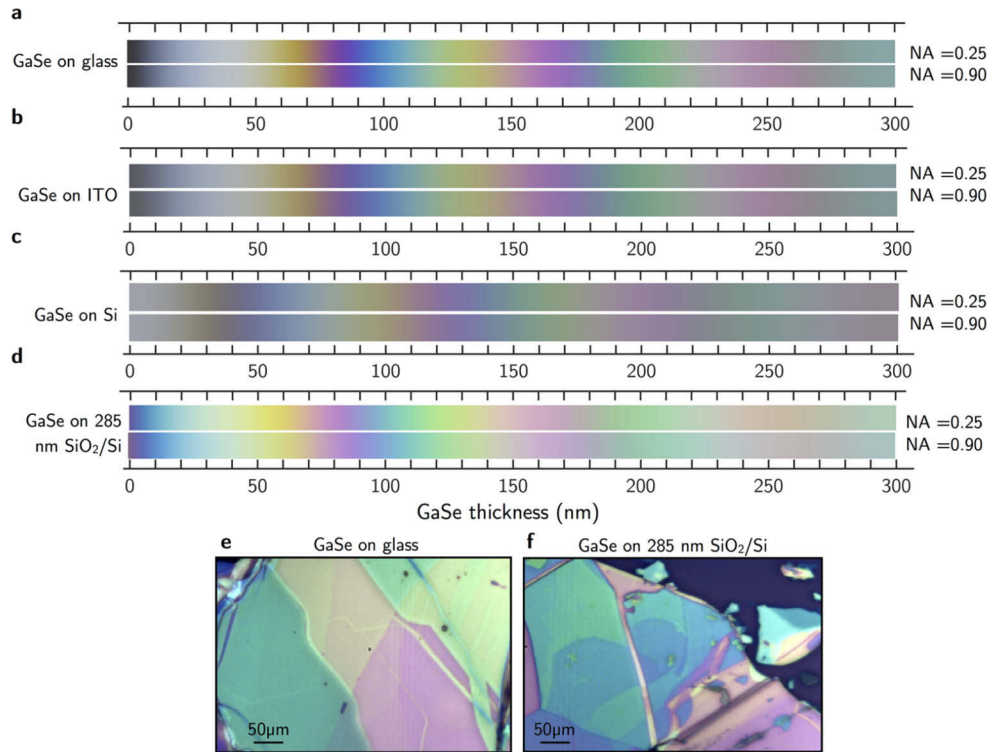 a
GaSe on glass
NA =0.25
NA =0.90
0 50 100 150 200 250 300
b
GaSe on ITO
NA =0.25
NA =0.90
0 50 100 150 200 250 300
c
GaSe on Si
NA =0.25
NA =0.90
0 50 100 150 200 250 300
d
GaSe on 285
nm SiO₂/Si
NA =0.25
NA =0.90
0 50 100 150 200 250 300
GaSe thickness (nm)
e GaSe on glass
50μm
f GaSe on 285 nm SiO₂/Si
50μm